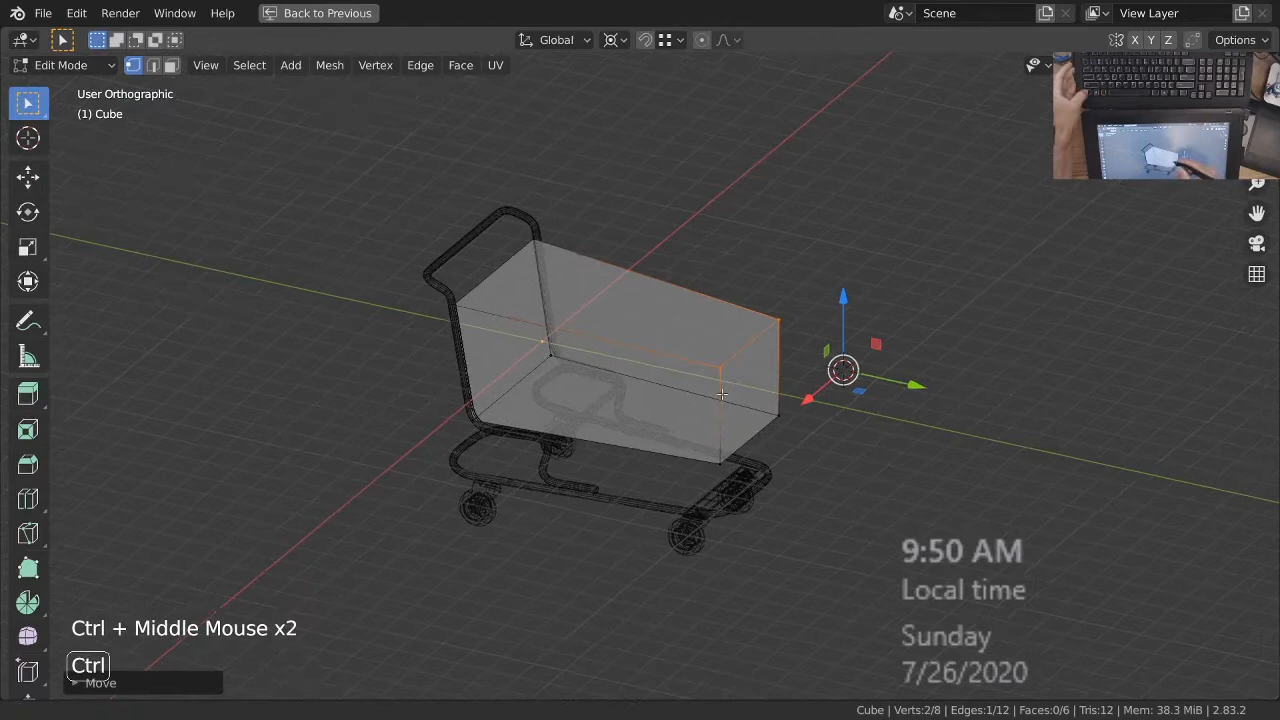 File Edit Render Window Help Back to Previous Scene View Layer
Global X Y Z Options
Edit Mode View Select Add Mesh Vertex Edge Face UV
User Orthographic
(1) Cube
9:50 AM
Local time
Ctrl + Middle Mouse x2
Sunday
Ctrl
7/26/2020
Move
Cube | Verts:2/8 | Edges:1/12 | Faces:0/6 | Tris:12 | Mem: 38.3 MiB | 2.83.2